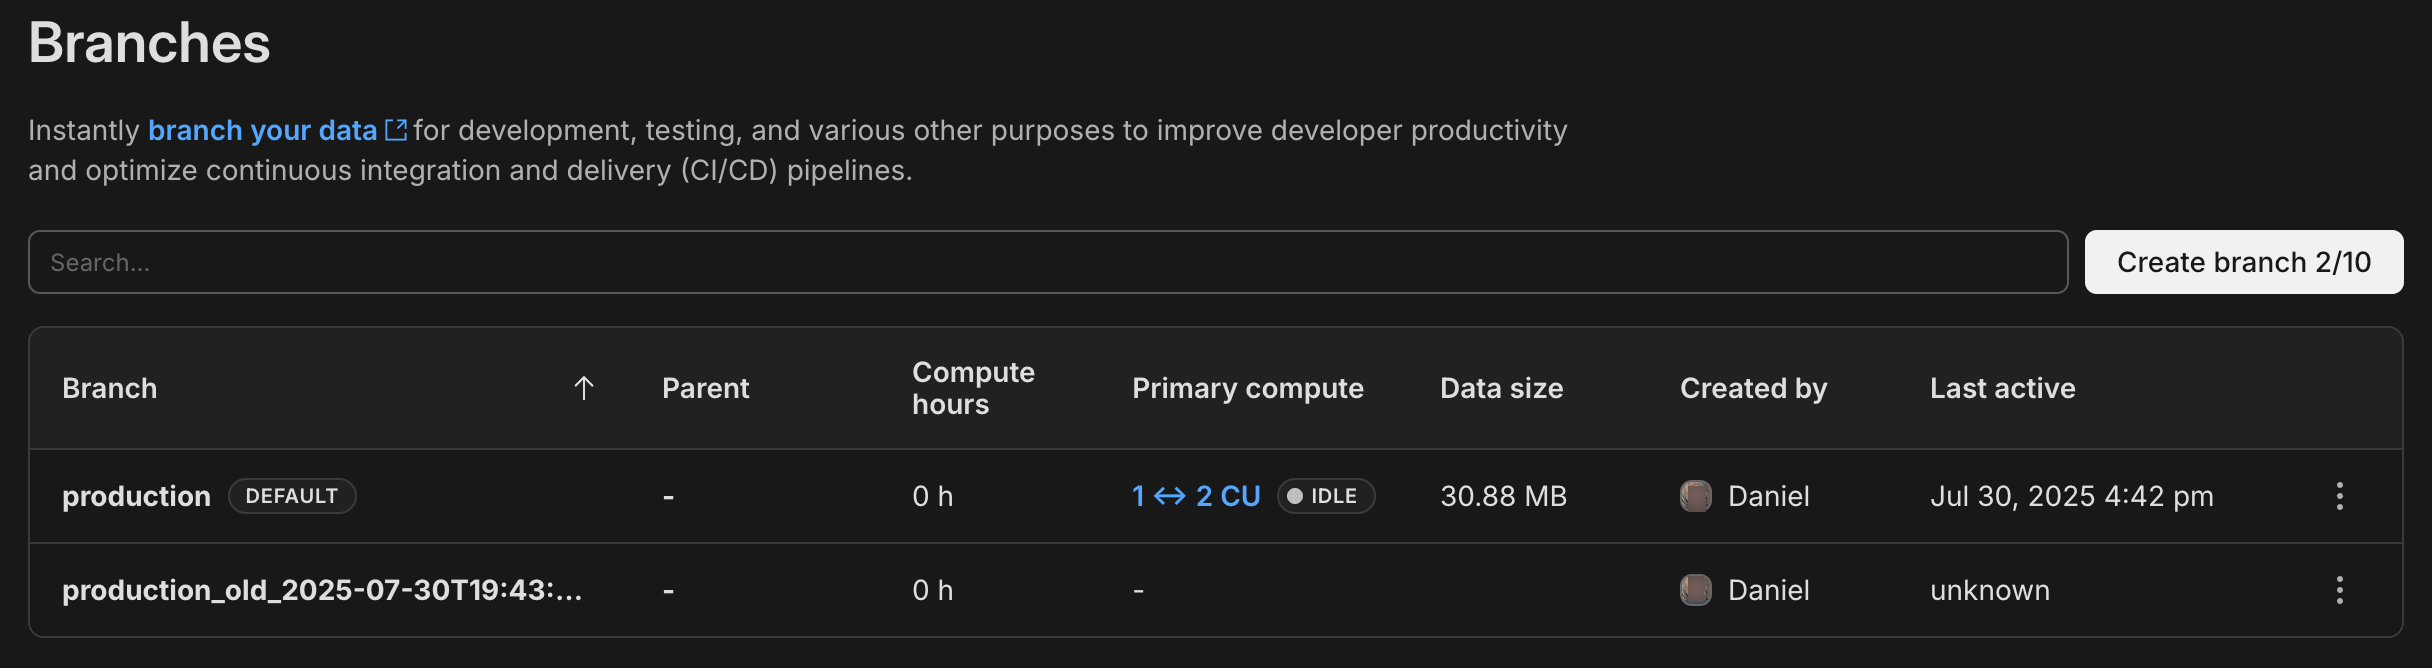 Branches
Instantly branch your data for development, testing, and various other purposes to improve developer productivity
and optimize continuous integration and delivery (CI/CD) pipelines.
Search...
Create branch 2/10
Branch ↑ Parent Compute hours Primary compute Data size Created by Last active
production DEFAULT - 0 h 1 ↔ 2 CU IDLE 30.88 MB Daniel Jul 30, 2025 4:42 pm
production_old_2025-07-30T19:43:... - 0 h - Daniel unknown